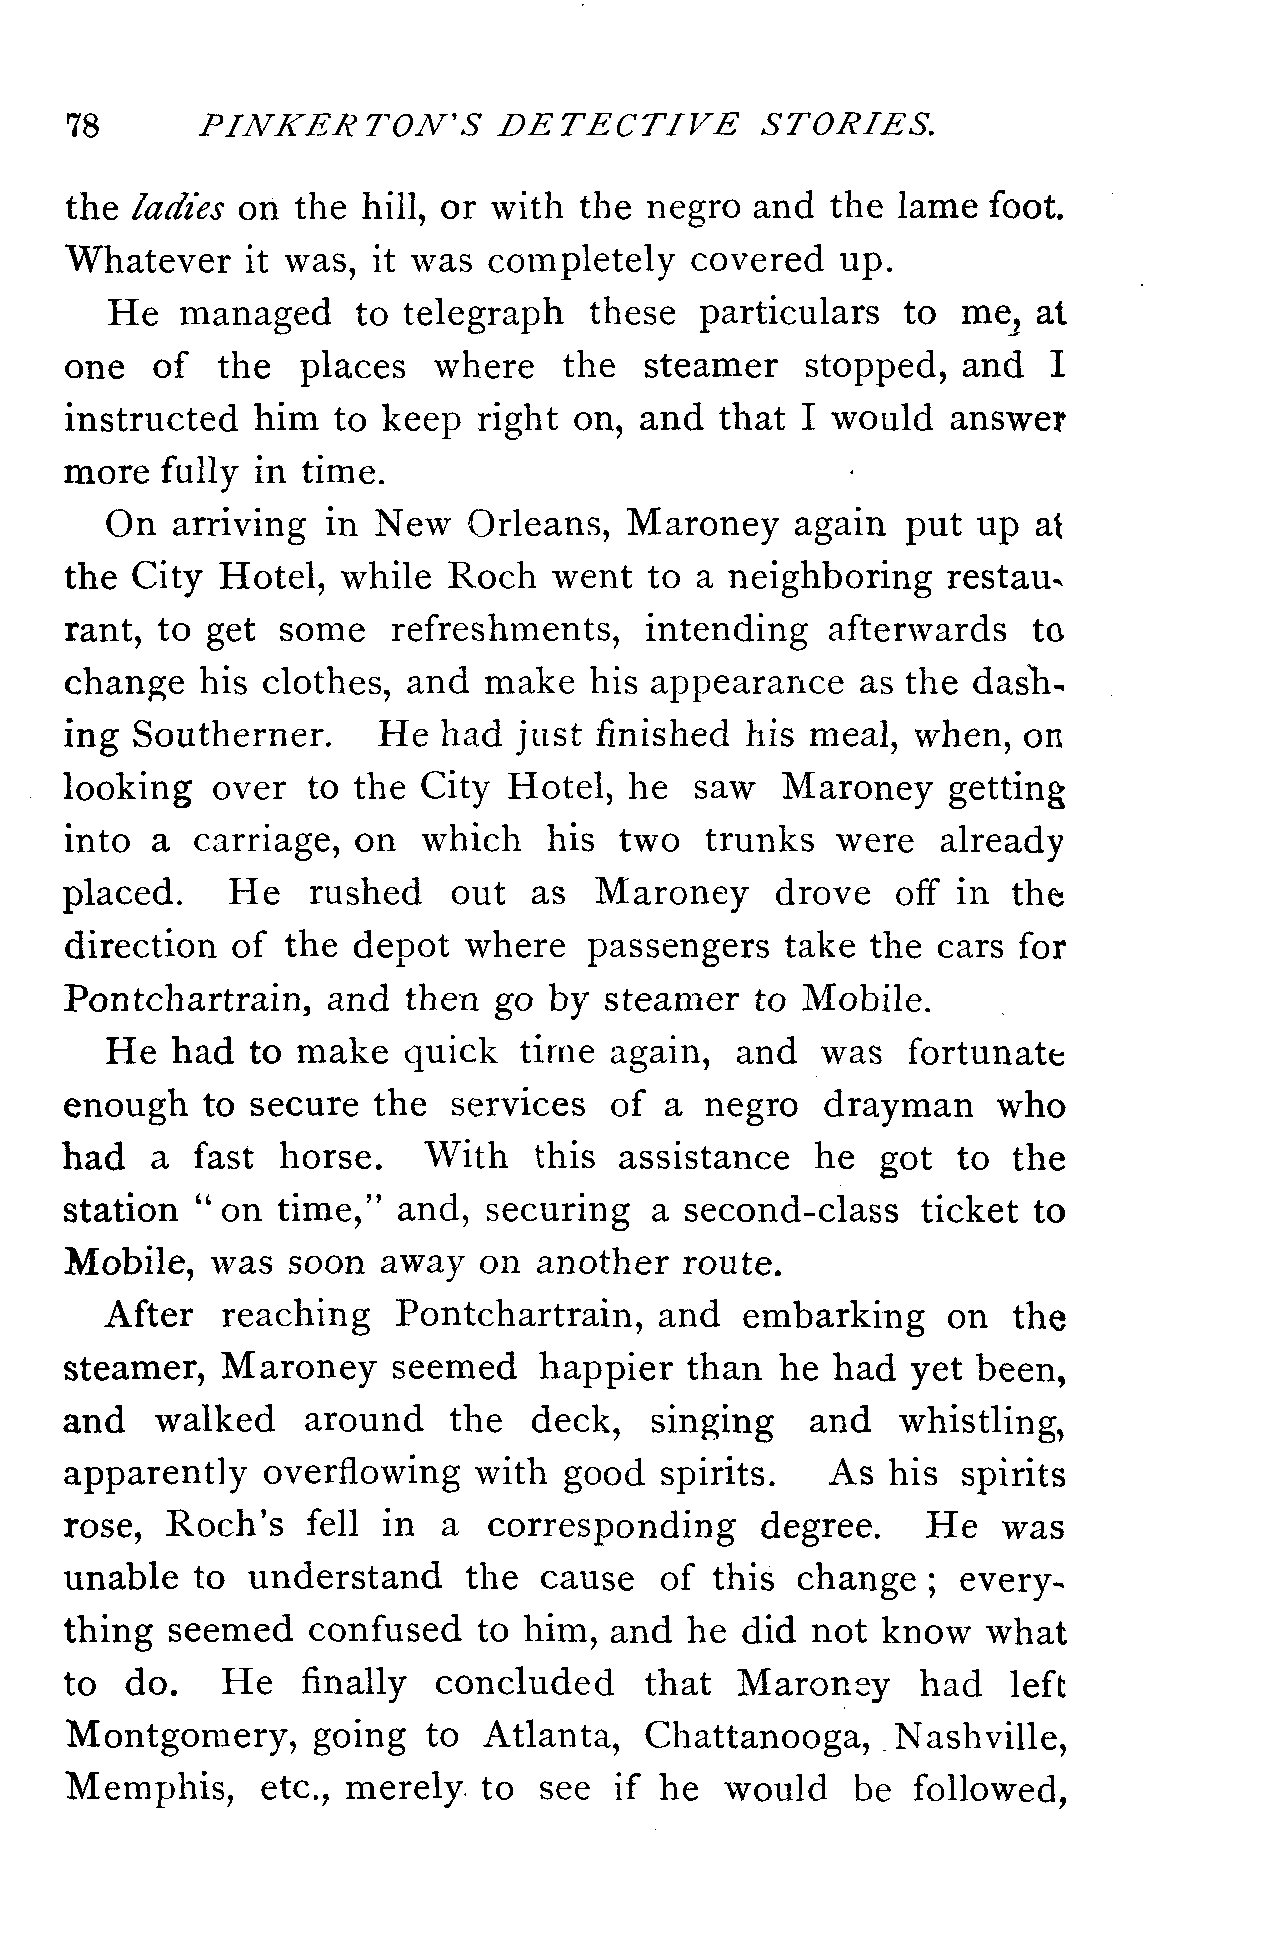 78 PINKERTON'S DETECTIVE STORIES.
the ladies on the hill, or with the negro and the lame foot.
Whatever it was, it was completely covered up.
He managed to telegraph these particulars to me, at
one of the places where the steamer stopped, and I
instructed him to keep right on, and that I would answer
more fully in time.
On arriving in New Orleans, Maroney again put up at
the City Hotel, while Roch went to a neighboring restau-
rant, to get some refreshments, intending afterwards to
change his clothes, and make his appearance as the dash-
ing Southerner. He had just finished his meal, when, on
looking over to the City Hotel, he saw Maroney getting
into a carriage, on which his two trunks were already
placed. He rushed out as Maroney drove off in the
direction of the depot where passengers take the cars for
Pontchartrain, and then go by steamer to Mobile.
He had to make quick time again, and was fortunate
enough to secure the services of a negro drayman who
had a fast horse. With this assistance he got to the
station " on time," and, securing a second-class ticket to
Mobile, was soon away on another route.
After reaching Pontchartrain, and embarking on the
steamer, Maroney seemed happier than he had yet been,
and walked around the deck, singing and whistling,
apparently overflowing with good spirits. As his spirits
rose, Roch's fell in a corresponding degree. He was
unable to understand the cause of this change ; every-
thing seemed confused to him, and he did not know what
to do. He finally concluded that Maroney had left
Montgomery, going to Atlanta, Chattanooga, Nashville,
Memphis, etc., merely to see if he would be followed,